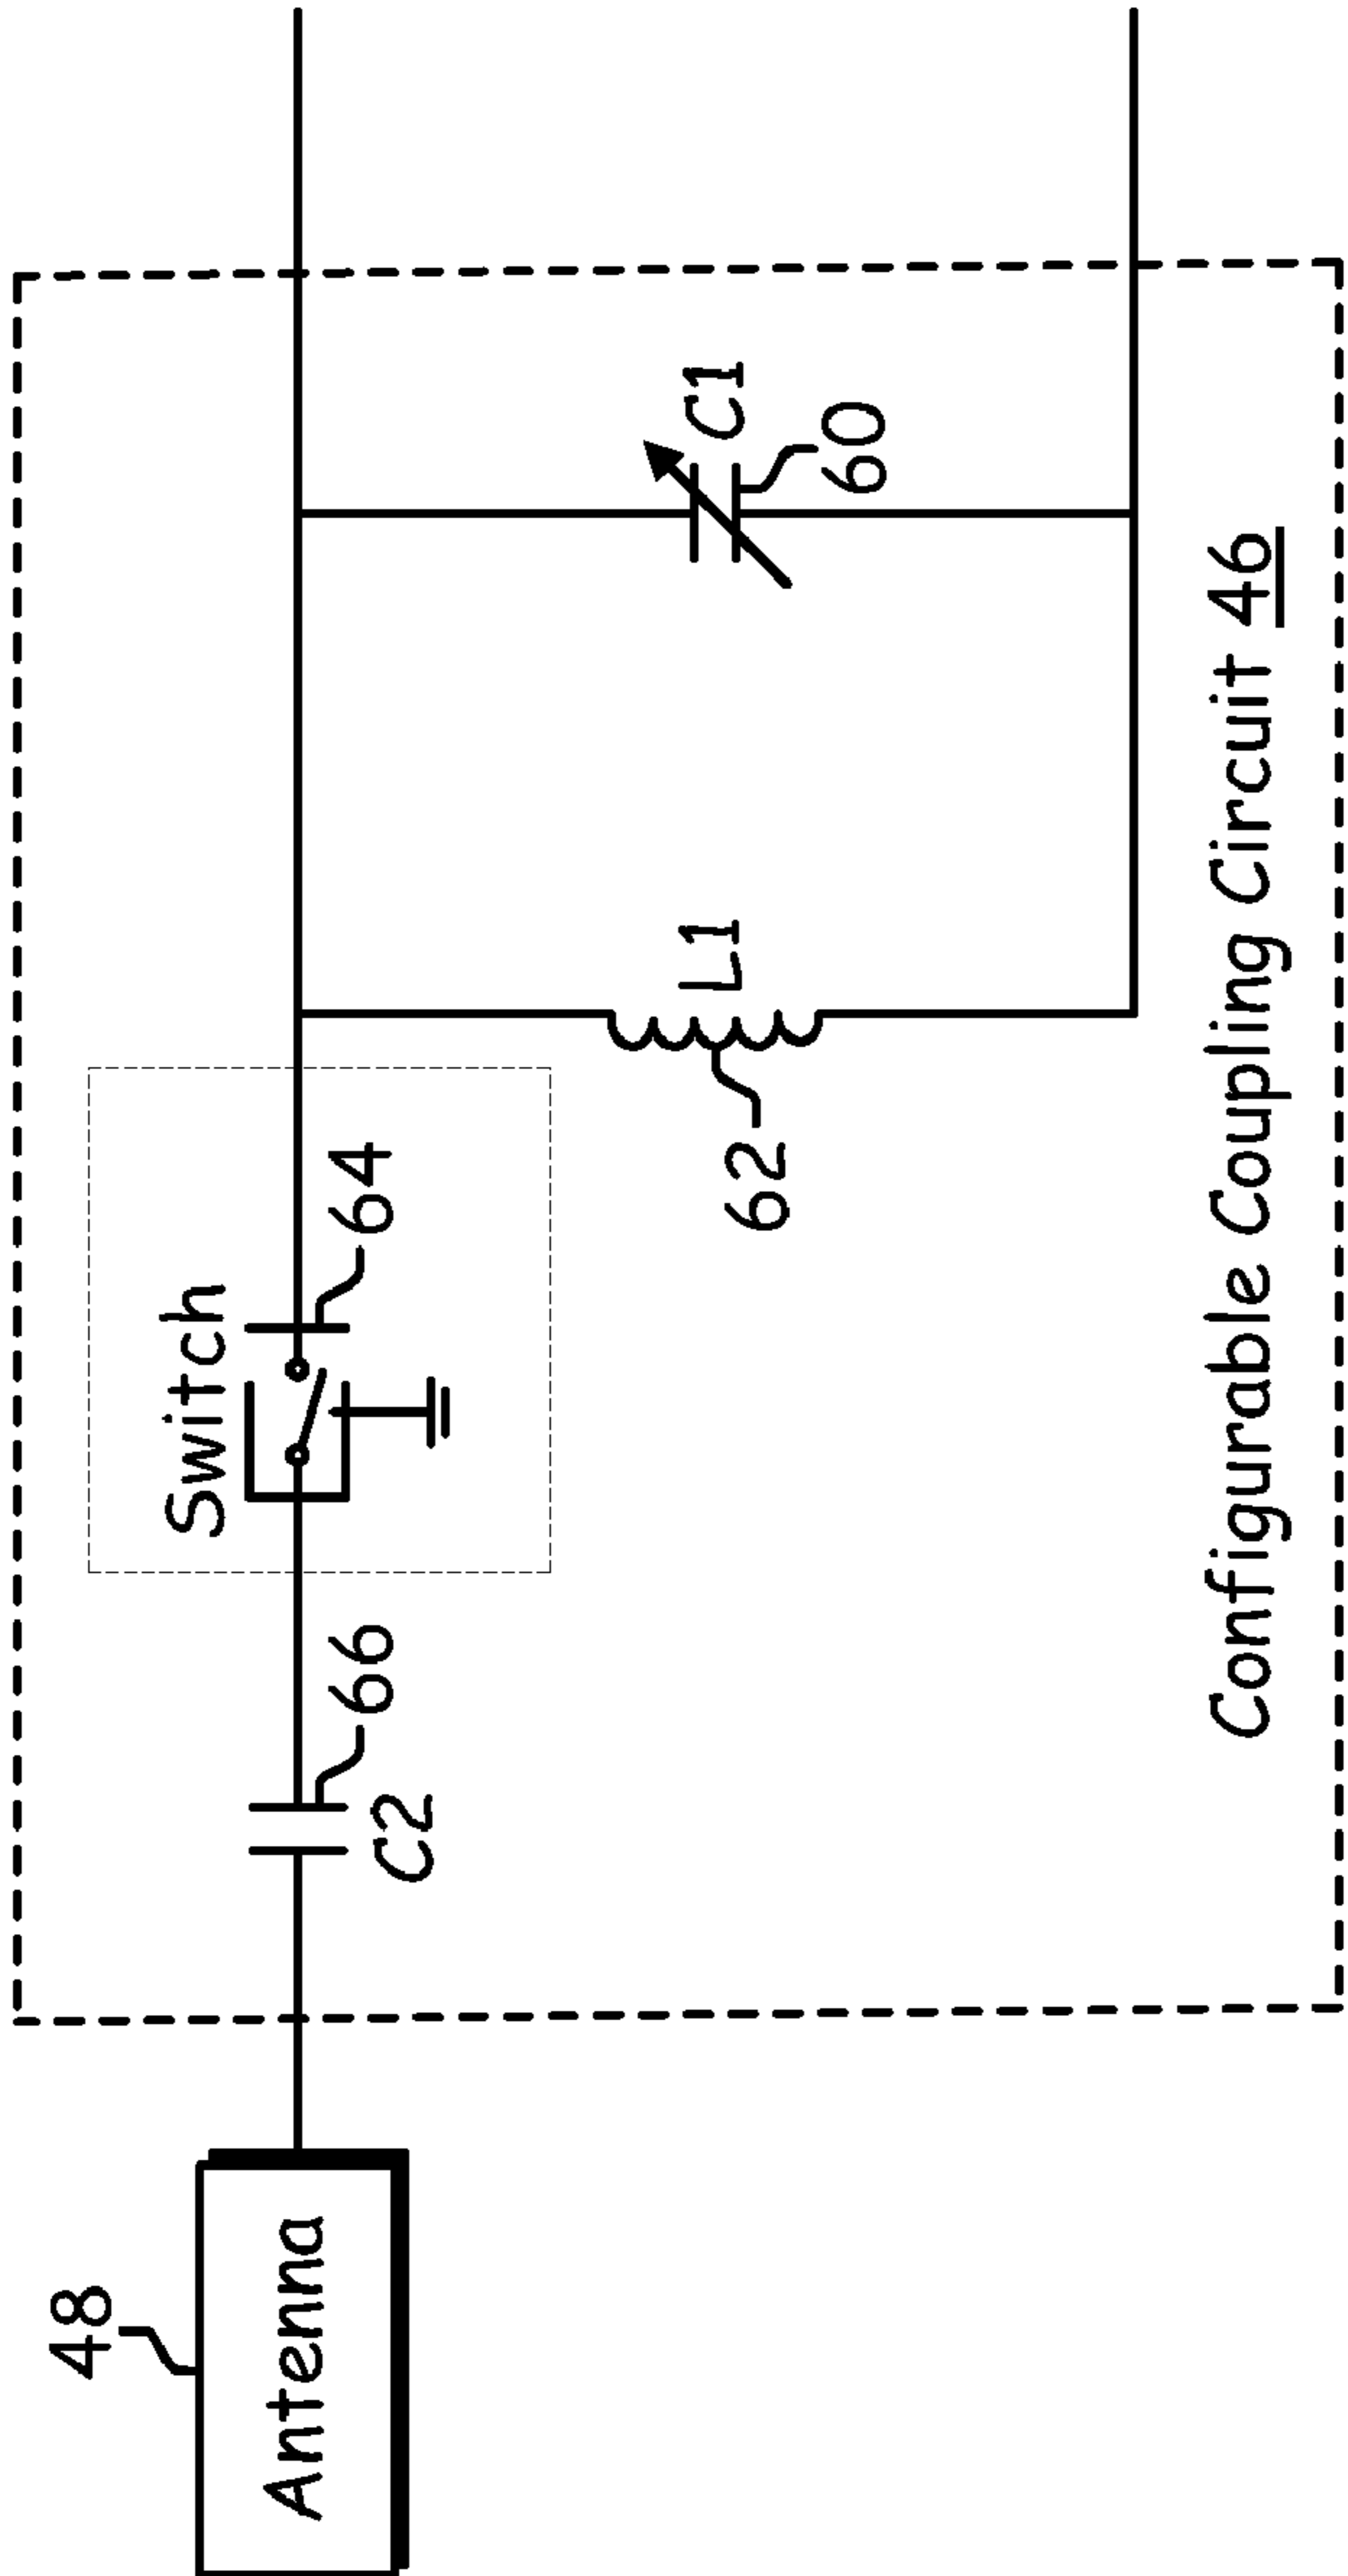 48
Antenna
66
C2
Switch
64
62
L1
C1
60
Configurable Coupling Circuit 46